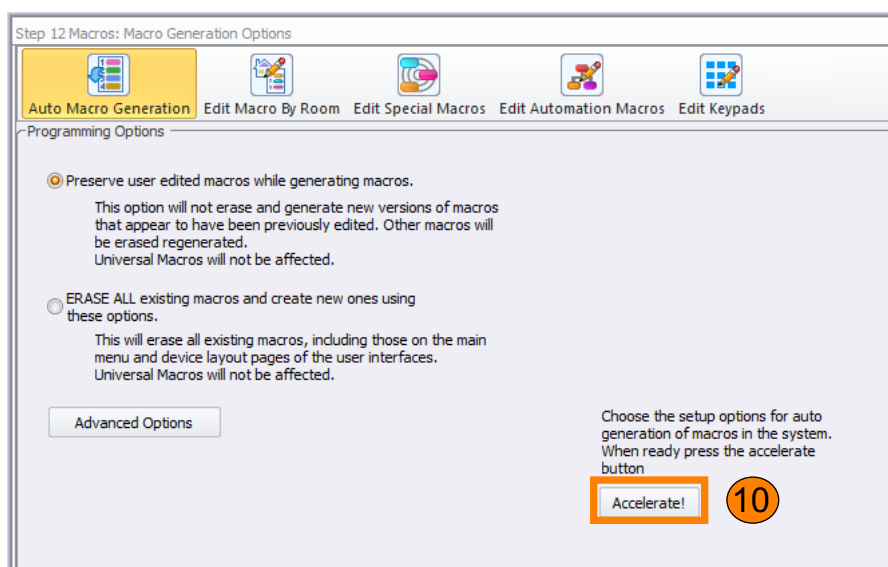 Step 12 Macros: Macro Generation Options
Auto Macro Generation Edit Macro By Room Edit Special Macros Edit Automation Macros Edit Keypads
Programming Options
Preserve user edited macros while generating macros.
This option will not erase and generate new versions of macros
that appear to have been previously edited. Other macros will
be erased regenerated.
Universal Macros will not be affected.
ERASE ALL existing macros and create new ones using
these options.
This will erase all existing macros, including those on the main
menu and device layout pages of the user interfaces.
Universal Macros will not be affected.
Advanced Options
Choose the setup options for auto
generation of macros in the system.
When ready press the accelerate
button
Accelerate! 10